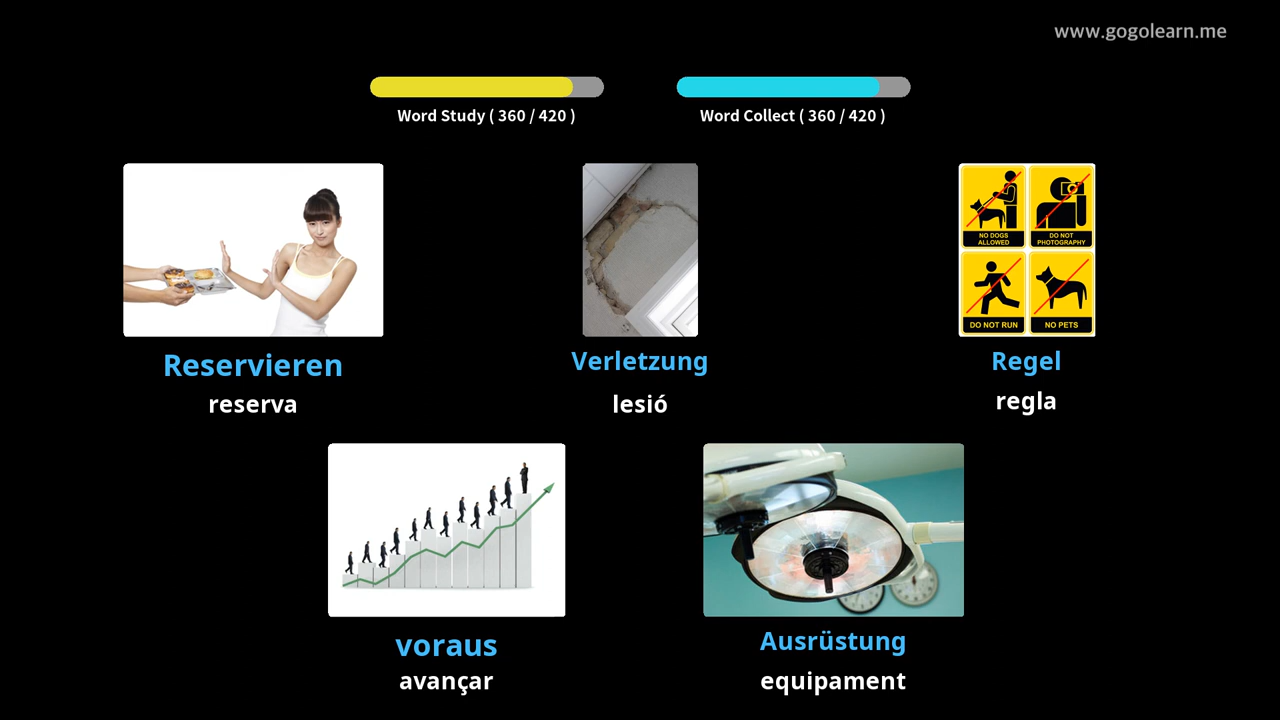 www.gogolearn.me
Word Study ( 360 / 420 )
Word Collect ( 360 / 420 )
NO DOGS
ALLOWED
DO NOT
PHOTOGRAPHY
DO NOT RUN
NO PETS
Reservieren
reserva
Verletzung
lesió
Regel
regla
voraus
avançar
Ausrüstung
equipament